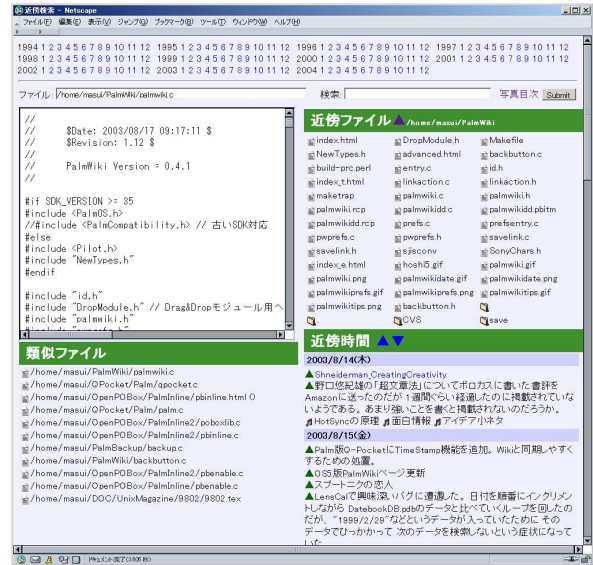 近傍検索 - Netscape
ファイル(F) 編集(E) 表示(V) ジャンプ(G) ブックマーク(B) ツール(T) ウィンドウ(W) ヘルプ(H)
1994 1 2 3 4 5 6 7 8 9 10 11 12 1995 1 2 3 4 5 6 7 8 9 10 11 12 1996 1 2 3 4 5 6 7 8 9 10 11 12 1997 1 2 3 4 5 6 7 8 9 10 11 12
1998 1 2 3 4 5 6 7 8 9 10 11 12 1999 1 2 3 4 5 6 7 8 9 10 11 12 2000 1 2 3 4 5 6 7 8 9 10 11 12 2001 1 2 3 4 5 6 7 8 9 10 11 12
2002 1 2 3 4 5 6 7 8 9 10 11 12 2003 1 2 3 4 5 6 7 8 9 10 11 12 2004 1 2 3 4 5 6 7 8 9 10 11 12
ファイル: /home/masui/PalmWiki/palmwiki.c 検索: 写真目次 Submit
//
// $Date: 2003/08/17 09:17:11 $
// $Revision: 1.12 $
//
// PalmWiki Version = 0.4.1
//
#if SDK_VERSION >= 35
#include <PalmOS.h>
//#include <PalmCompatibility.h> // 古いSDK対応
#else
#include <Pilot.h>
#include "NewTypes.h"
#endif
#include "id.h"
#include "DropModule.h" // Drag&Dropモジュール用ヘ
#include "palmwiki.h"
#include "palmprefs.h"
類似ファイル
/home/masui/PalmWiki/palmwiki.c
/home/masui/QPocket/Palm/qpocket.c
/home/masui/OpenPOBox/PalmInline/pbinline.html 0
/home/masui/QPocket/Palm/palm.c
/home/masui/OpenPOBox/PalmInline2/poboxlib.c
/home/masui/OpenPOBox/PalmInline2/pbinline.c
/home/masui/PalmBackup/backup.c
/home/masui/PalmWiki/backbutton.c
/home/masui/OpenPOBox/PalmInline2/pbenable.c
/home/masui/OpenPOBox/PalmInline/pbenable.c
/home/masui/DOC/UnixMagazine/9802/9802.tex
近傍ファイル ▲ /home/masui/PalmWiki
index.html DropModule.h Makefile
NewTypes.h advanced.html backbutton.c
build-prc.perl entry.c id.h
index_t.html linkaction.c linkaction.h
maketrap palmwiki.c palmwiki.h
palmwiki.rcp palmwikidd.c palmwikidd.pbitm
palmwikidd.rcp prefs.c prefsentry.c
pwprefs.c pwprefs.h savelink.c
savelink.h sjisconv SonyChars.h
index_e.html hoshi5.gif palmwiki.gif
palmwiki.png palmwikidate.gif palmwikidate.png
palmwikiprefs.gif palmwikiprefs.png palmwikitips.gif
palmwikitips.png backbutton.h
. CVS save
近傍時間 ▲ ▼
2003/8/14(木)
▲Shneiderman_CreatingCreativity
▲野口悠紀雄の「超文章法」についてボロカスに書いた書評を
Amazonに送ったのだが 1週間ぐらい経過したのに掲載されていな
いようである。あまり強いことを書くと掲載されないのだろうか。
HotSyncの原理 面白情報 アイデア小ネタ
2003/8/15(金)
▲Palm版Q-PocketにTimeStamp機能を追加。Wikiと同期しやすく
するための処置。
▲OS5版PalmWikiページ更新
▲スプートニクの恋人
▲LensCalで興味深いバグに遭遇した。日付を順番にインクリメン
トしながら DatebookDB.pdbのデータと比べていくループを回したの
だが、"1999/2/29"などというデータが入っていたために その
データでひっかかって 次のデータを検索しないという症状になって
いた
ドキュメント完了(2.506 秒)